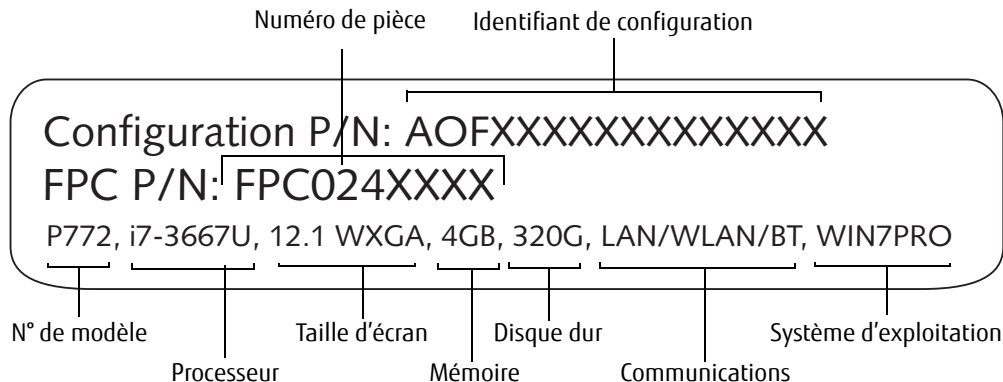 Numéro de pièce Identifiant de configuration
Configuration P/N: AOFXXXXXXXXXXXXXX
FPC P/N: FPC024XXXX
P772, i7-3667U, 12.1 WXGA, 4GB, 320G, LAN/WLAN/BT, WIN7PRO
N° de modèle Taille d'écran Disque dur Système d'exploitation
Processeur Mémoire Communications